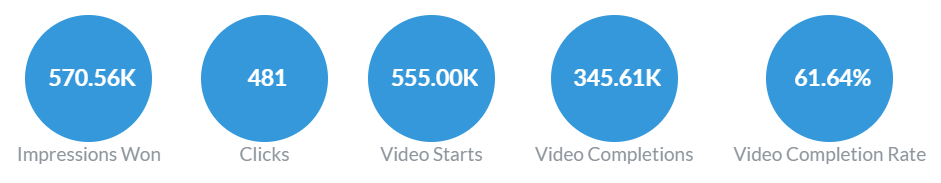 570.56K
Impressions Won
481
Clicks
555.00K
Video Starts
345.61K
Video Completions
61.64%
Video Completion Rate